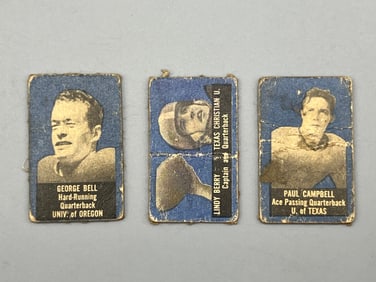 GEORGE BELL
Hard-Running
Quarterback
UNIV. of OREGON
LINDY BERRY TEXAS CHRISTIAN U.
Captain and Quarterback
PAUL CAMPBELL
Ace Passing Quarterback
U. of TEXAS